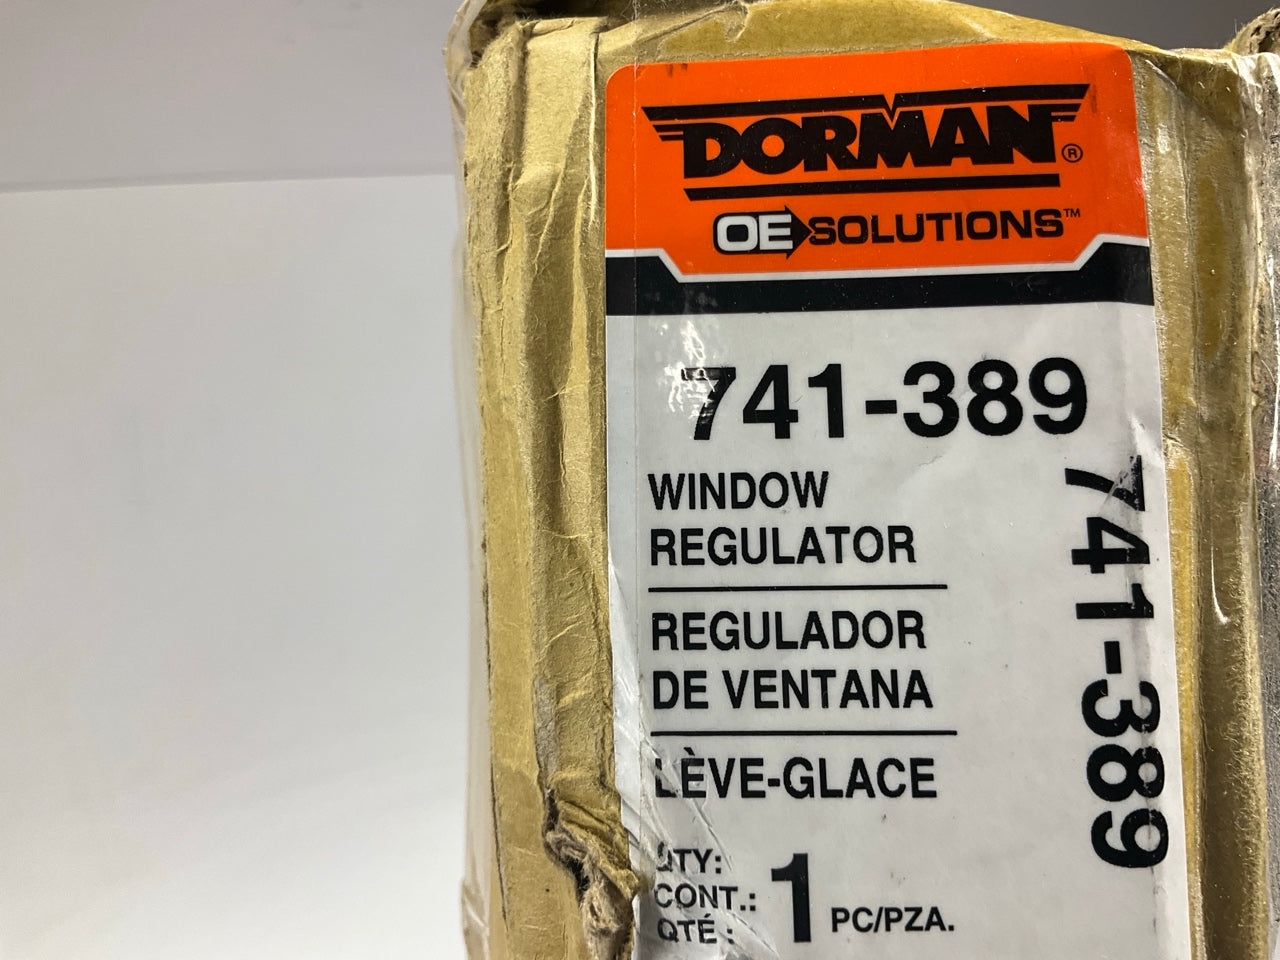 DORMAN®
OE SOLUTIONS™
741-389
WINDOW
REGULATOR
REGULADOR
DE VENTANA
LÈVE-GLACE
QTY:
CONT.:
QTÉ :
1 PC/PZA.
741-389